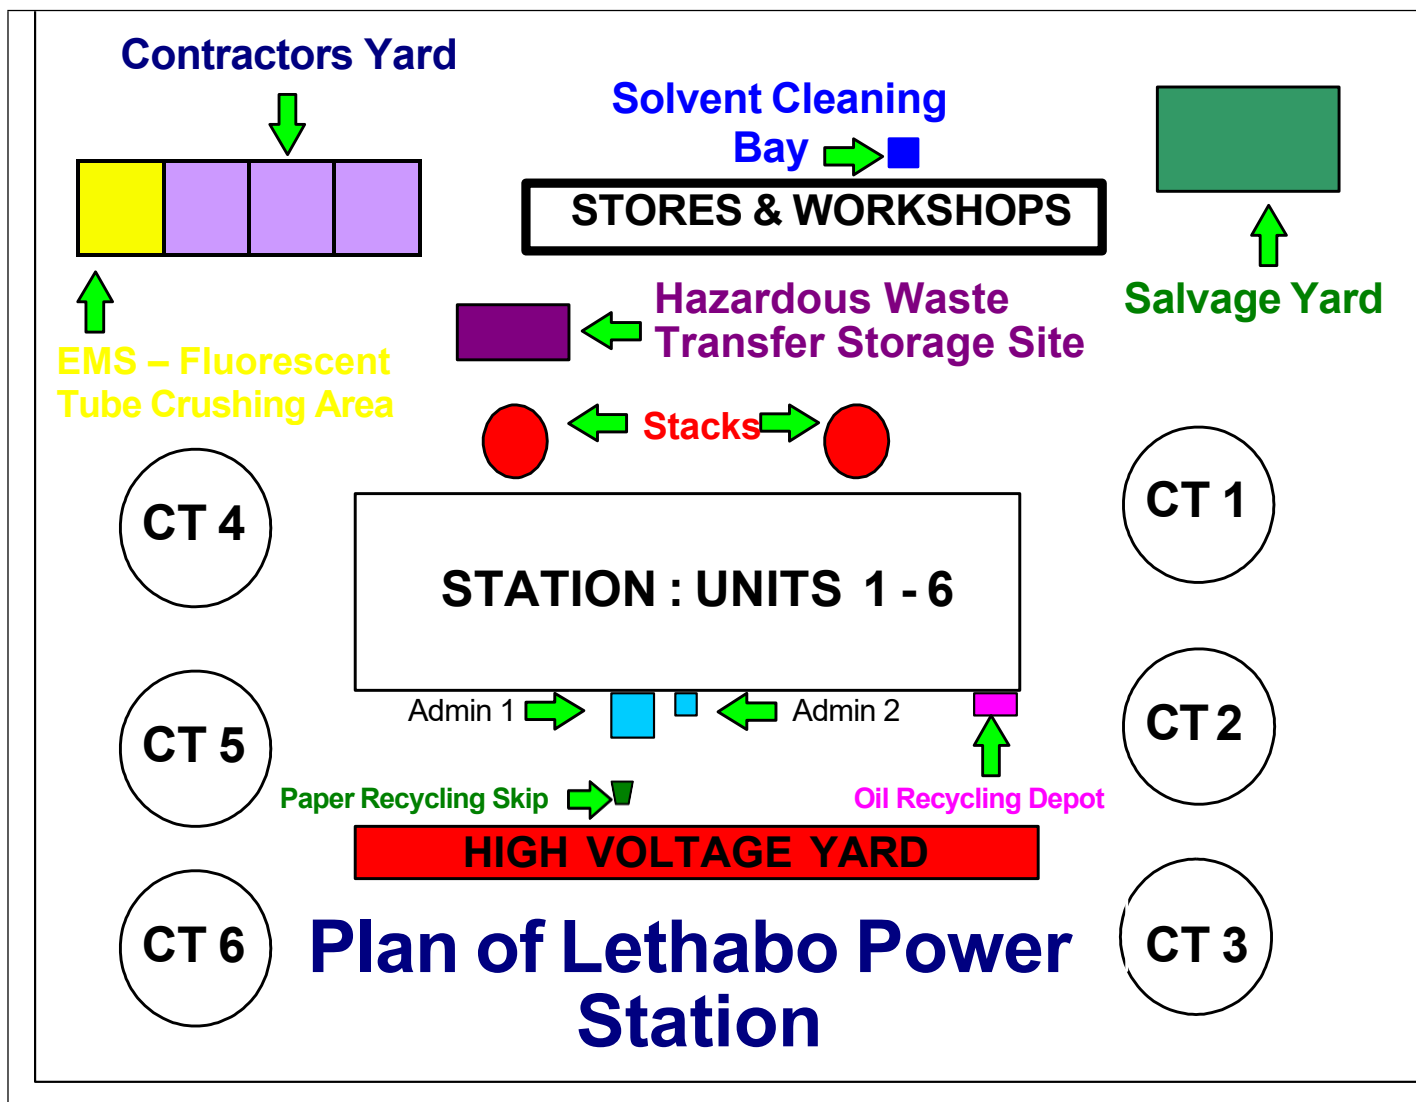 Contractors Yard
Solvent Cleaning
Bay
STORES & WORKSHOPS
Hazardous Waste
Transfer Storage Site
Salvage Yard
EMS – Fluorescent
Tube Crushing Area
Stacks
CT 4
CT 1
STATION : UNITS 1 - 6
Admin 1
Admin 2
CT 5
CT 2
Paper Recycling Skip
Oil Recycling Depot
HIGH VOLTAGE YARD
CT 6
CT 3
Plan of Lethabo Power
Station